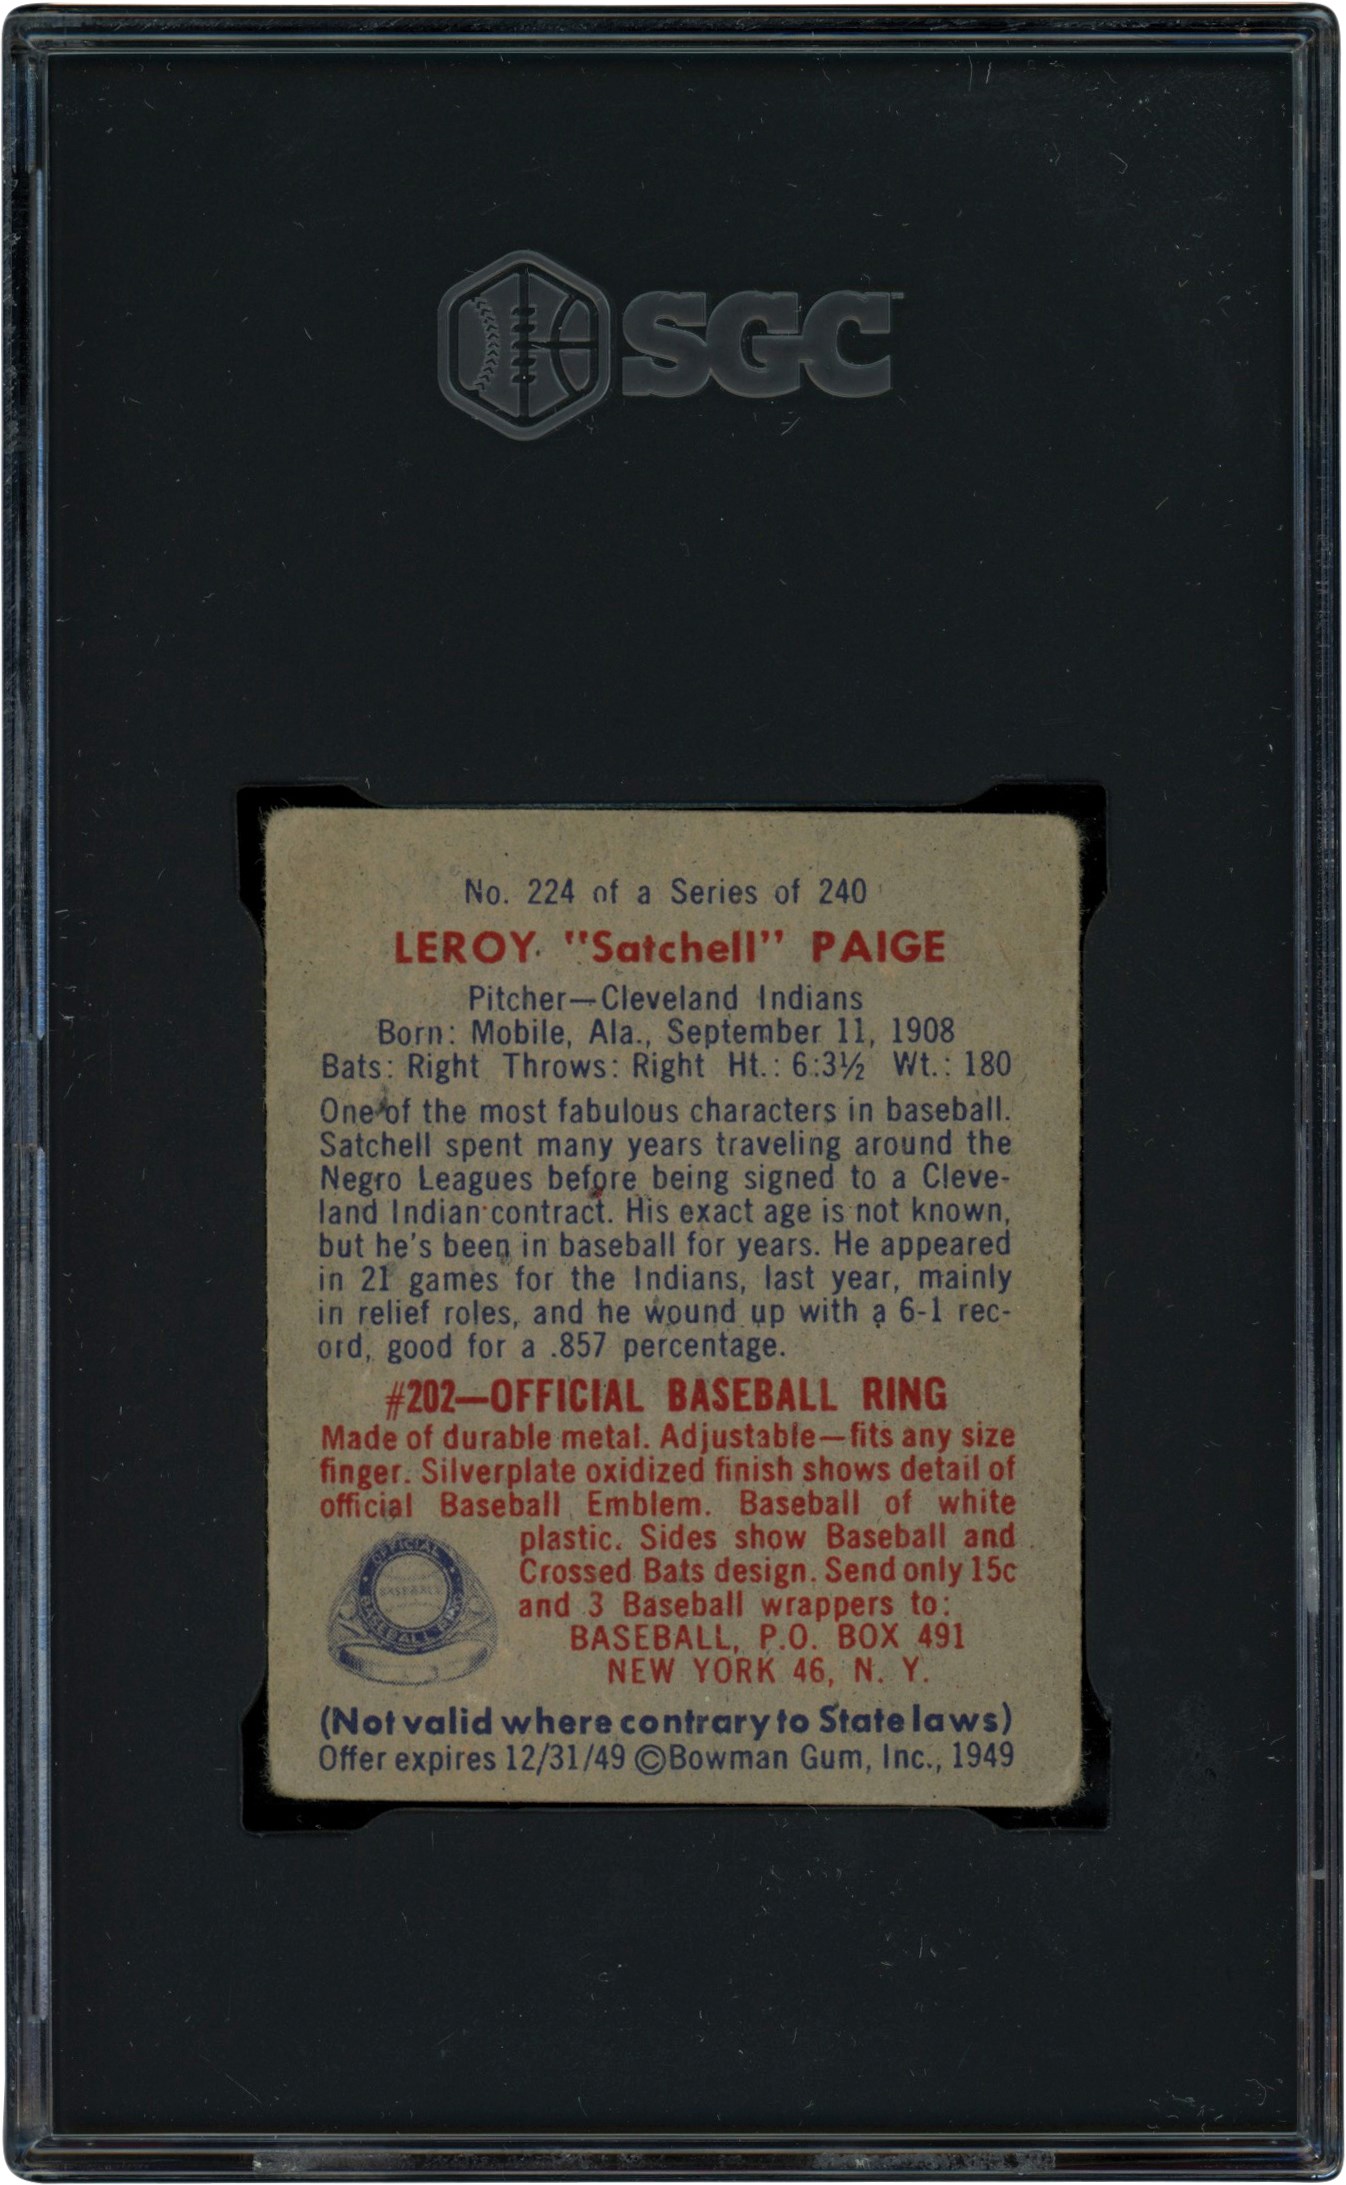 SGC
No. 224 of a Series of 240
LEROY "Satchell" PAIGE
Pitcher—Cleveland Indians
Born: Mobile, Ala., September 11, 1908
Bats: Right Throws: Right Ht.: 6:3½ Wt.: 180
One of the most fabulous characters in baseball.
Satchell spent many years traveling around the
Negro Leagues before being signed to a Cleve-
land Indian contract. His exact age is not known,
but he's been in baseball for years. He appeared
in 21 games for the Indians, last year, mainly
in relief roles, and he wound up with a 6-1 rec-
ord, good for a .857 percentage.
#202—OFFICIAL BASEBALL RING
Made of durable metal. Adjustable—fits any size
finger. Silverplate oxidized finish shows detail of
official Baseball Emblem. Baseball of white
plastic. Sides show Baseball and
Crossed Bats design. Send only 15c
and 3 Baseball wrappers to:
BASEBALL, P.O. BOX 491
NEW YORK 46, N. Y.
OFFICIAL
BASEBALL
BASEBALL RING
(Not valid where contrary to State laws)
Offer expires 12/31/49 ©Bowman Gum, Inc., 1949